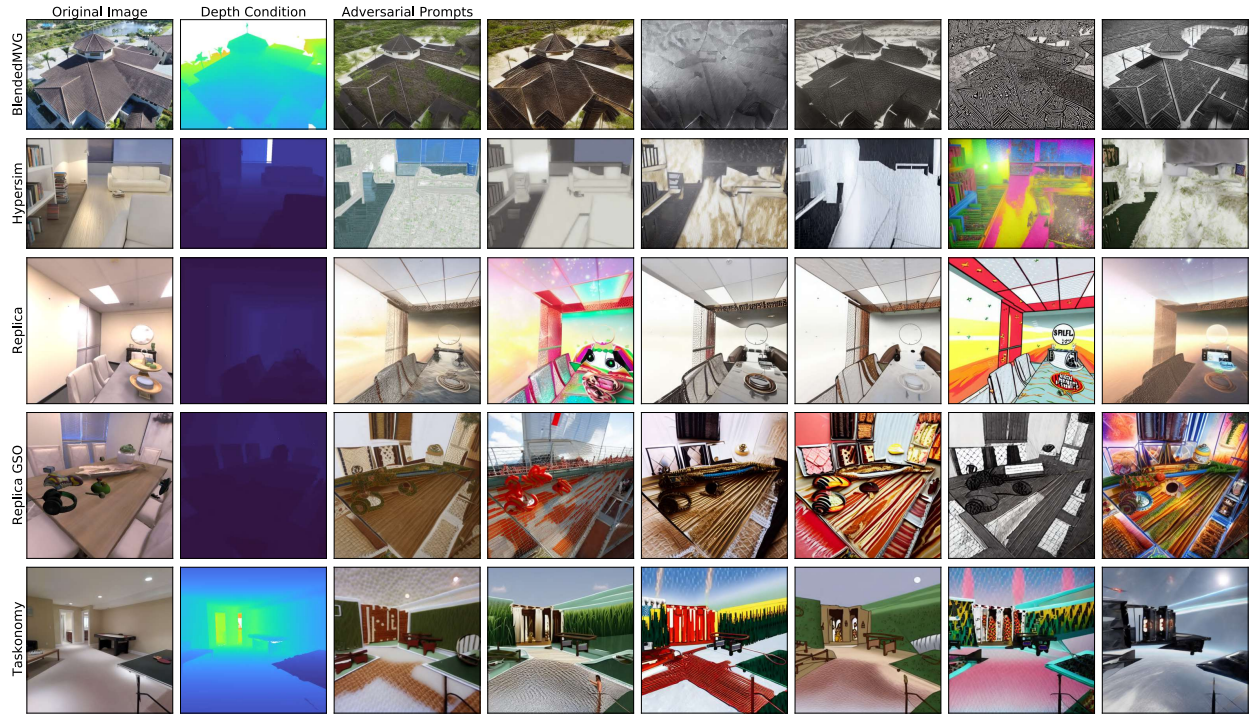 Original Image
Depth Condition
Adversarial Prompts
BlendedMVG
Hypersim
Replica
Replica GSO
Taskonomy